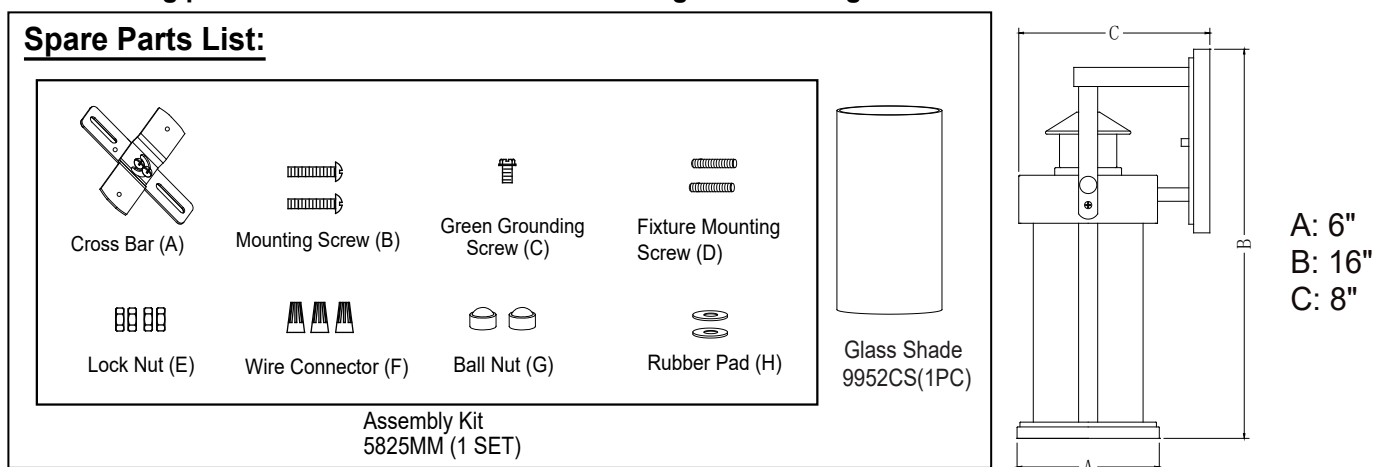 Spare Parts List:
Cross Bar (A)
Mounting Screw (B)
Green Grounding
Screw (C)
Fixture Mounting
Screw (D)
Lock Nut (E)
Wire Connector (F)
Ball Nut (G)
Rubber Pad (H)
Assembly Kit
5825MM (1 SET)
Glass Shade
9952CS(1PC)
C
B
A
A: 6"
B: 16"
C: 8"